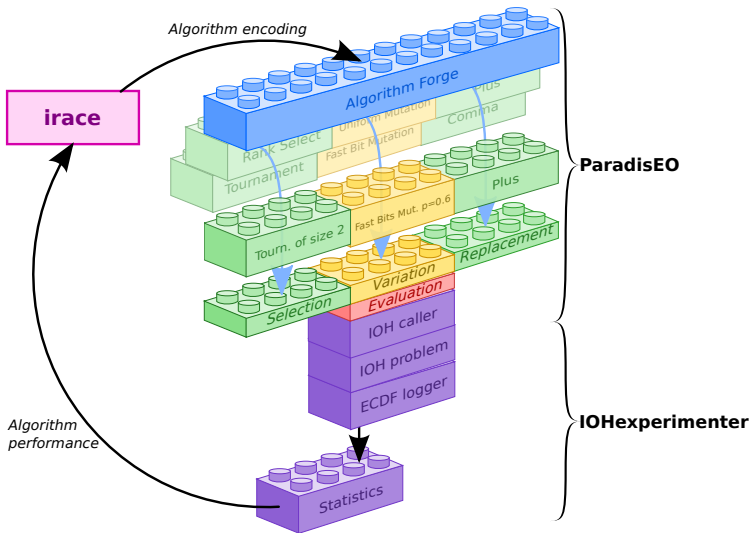 Algorithm encoding
irace
Algorithm Forge
Uniform Mutation
Plus
Rank Select
Fast Bit Mutation
Comma
Tournament
ParadisEO
Tourn. of size 2
Fast Bits Mut. p=0.6
Plus
Selection
Variation
Replacement
Evaluation
IOH caller
IOH problem
ECDF logger
IOHexperimenter
Algorithm
performance
Statistics